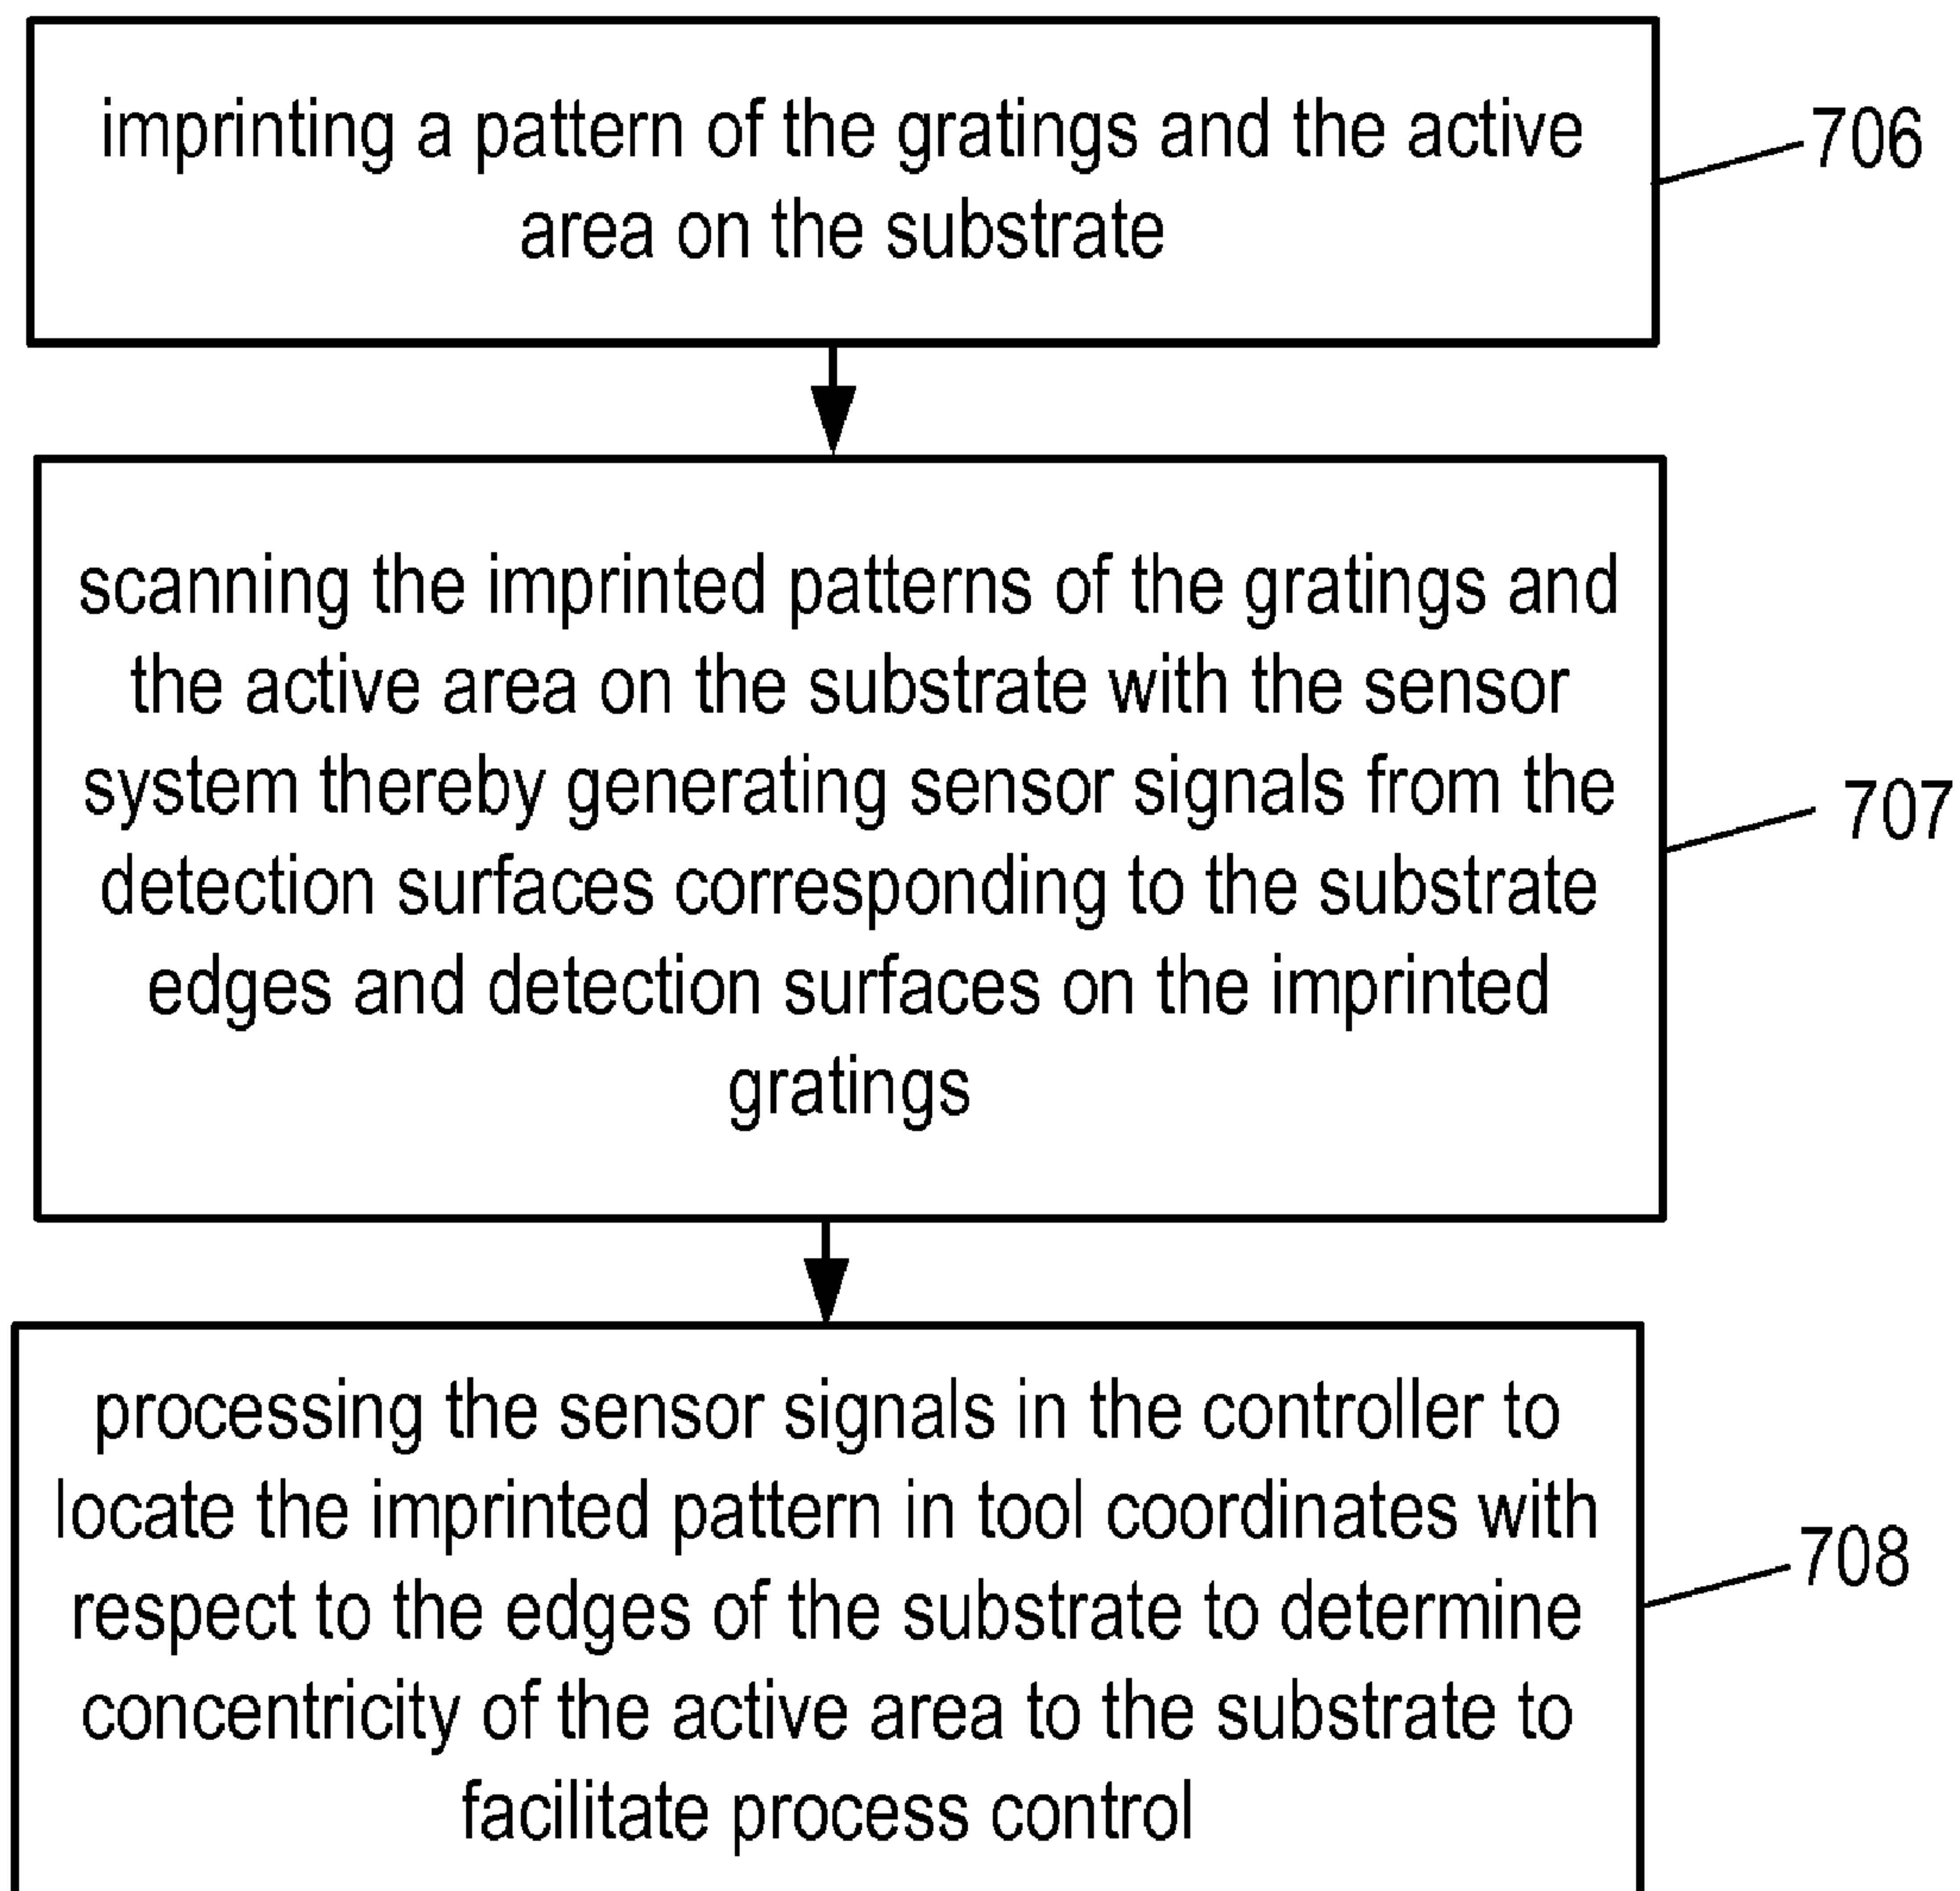 imprinting a pattern of the gratings and the active
area on the substrate
706
scanning the imprinted patterns of the gratings and
the active area on the substrate with the sensor
system thereby generating sensor signals from the
detection surfaces corresponding to the substrate
edges and detection surfaces on the imprinted
gratings
707
processing the sensor signals in the controller to
locate the imprinted pattern in tool coordinates with
respect to the edges of the substrate to determine
concentricity of the active area to the substrate to
facilitate process control
708